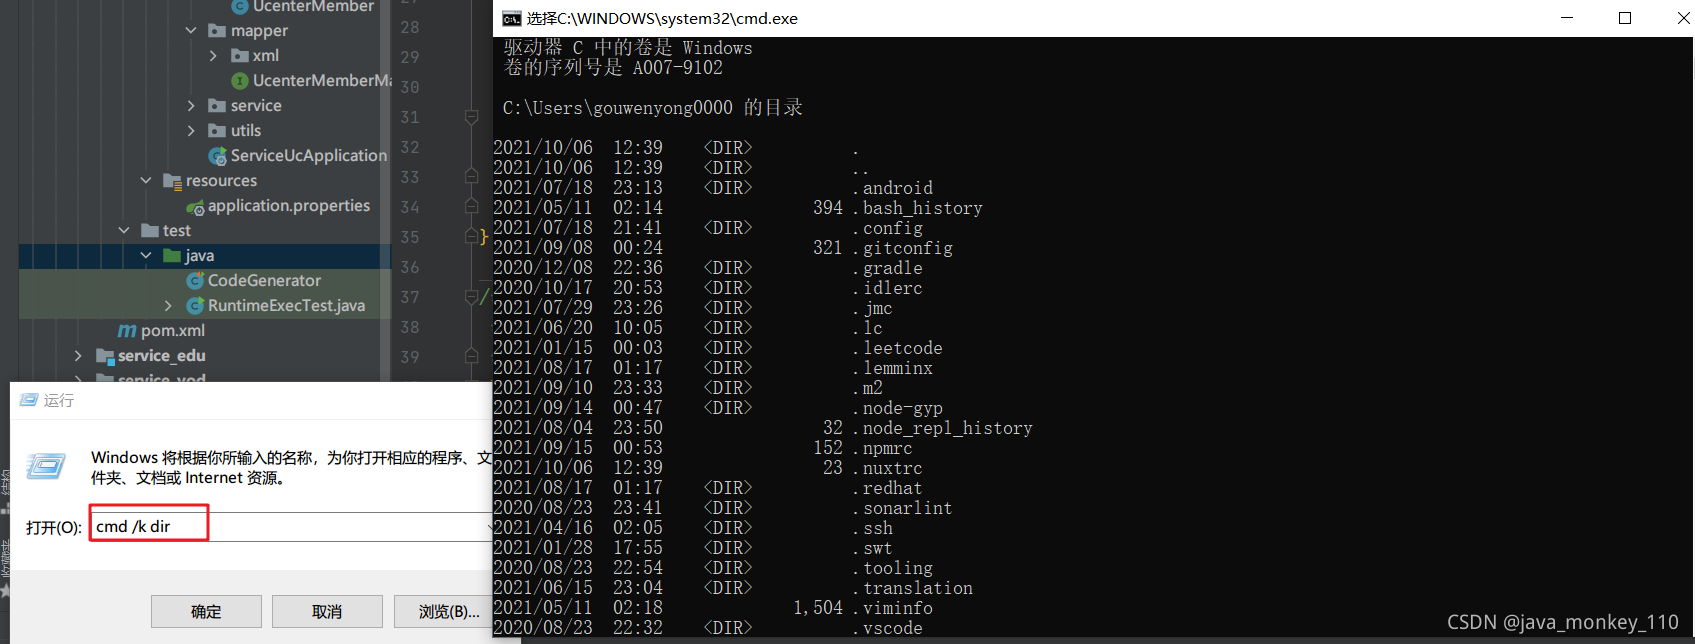 UcenterMember
mapper
xml
UcenterMemberMa
service
utils
ServiceUcApplication
resources
application.properties
test
java
CodeGenerator
RuntimeExecTest.java
pom.xml
service_edu
service_vod
28
29
30
31
32
33
34
35
36
37
38
39
}
/
运行
Windows 将根据你所输入的名称，为你打开相应的程序、文
件夹、文档或 Internet 资源。
打开(O):
cmd /k dir
确定
取消
浏览(B)...
选择C:\WINDOWS\system32\cmd.exe
驱动器 C 中的卷是 Windows
卷的序列号是 A007-9102
C:\Users\gouwenyong0000 的目录
2021/10/06 12:39 <DIR> .
2021/10/06 12:39 <DIR> ..
2021/07/18 23:13 <DIR> .android
2021/05/11 02:14 394 .bash_history
2021/07/18 21:41 <DIR> .config
2021/09/08 00:24 321 .gitconfig
2020/12/08 22:36 <DIR> .gradle
2020/10/17 20:53 <DIR> .idlerc
2021/07/29 23:26 <DIR> .jmc
2021/06/20 10:05 <DIR> .lc
2021/01/15 00:03 <DIR> .leetcode
2021/08/17 01:17 <DIR> .lemminx
2021/09/10 23:33 <DIR> .m2
2021/09/14 00:47 <DIR> .node-gyp
2021/08/04 23:50 32 .node_repl_history
2021/09/15 00:53 152 .npmrc
2021/10/06 12:39 23 .nuxtrc
2021/08/17 01:17 <DIR> .redhat
2020/08/23 23:41 <DIR> .sonarlint
2021/04/16 02:05 <DIR> .ssh
2021/01/28 17:55 <DIR> .swt
2020/08/23 22:54 <DIR> .tooling
2021/06/15 23:04 <DIR> .translation
2021/05/11 02:18 1,504 .viminfo
2020/08/23 22:32 <DIR> .vscode
CSDN @java_monkey_110